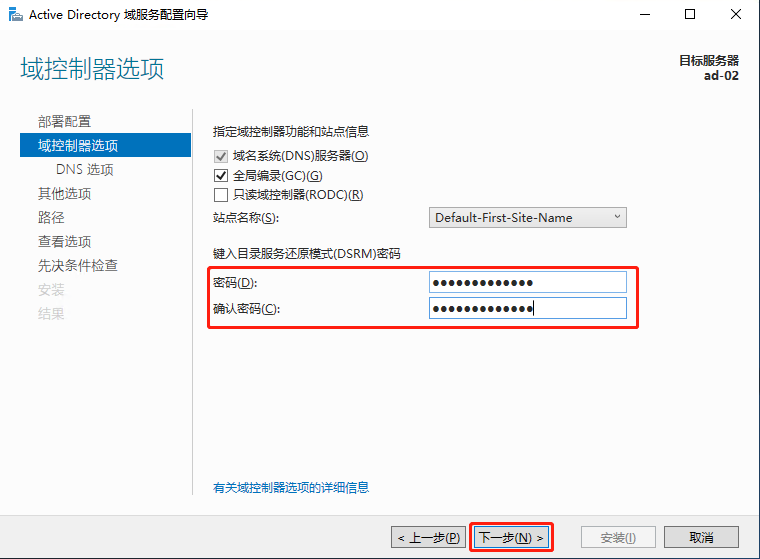 Active Directory 域服务配置向导
域控制器选项
目标服务器
ad-02
部署配置
域控制器选项
DNS 选项
其他选项
路径
查看选项
先决条件检查
安装
结果
指定域控制器功能和站点信息
域名系统(DNS)服务器(O)
全局编录(GC)(G)
只读域控制器(RODC)(R)
站点名称(S): Default-First-Site-Name
键入目录服务还原模式(DSRM)密码
密码(D): ●●●●●●●●●●●●●
确认密码(C): ●●●●●●●●●●●●●
有关域控制器选项的详细信息
< 上一步(P) 下一步(N) > 安装(I) 取消